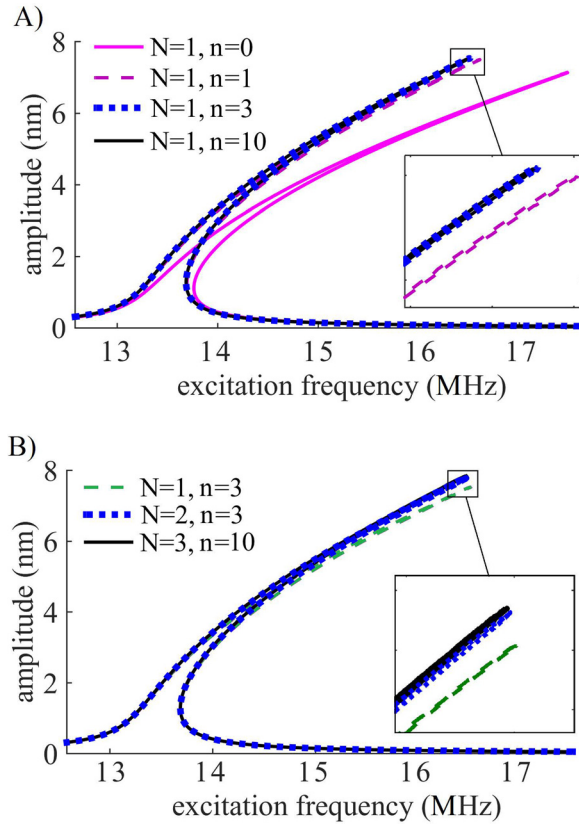 A)
N=1, n=0
N=1, n=1
N=1, n=3
N=1, n=10
8
6
4
2
0
amplitude (nm)
13 14 15 16 17
excitation frequency (MHz)
B)
N=1, n=3
N=2, n=3
N=3, n=10
8
6
4
2
0
amplitude (nm)
13 14 15 16 17
excitation frequency (MHz)